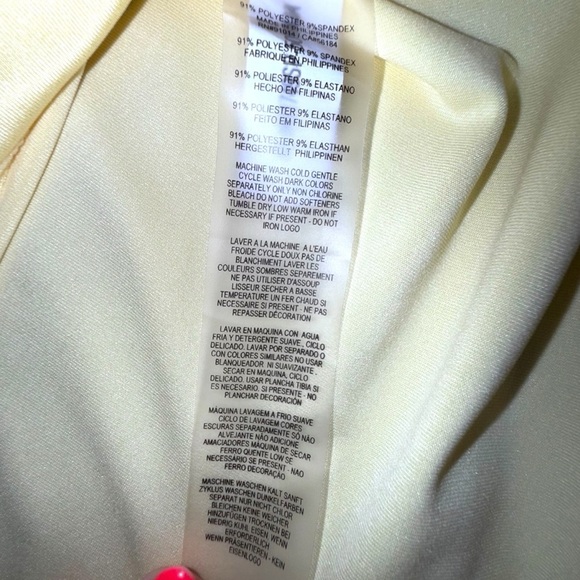 91% POLYESTER 9% SPANDEX
MADE IN PHILIPPINES
91% POLYESTER 9% SPANDEX
FABRIQUE EN PHILIPPINES
91% POLIESTER 9% ELASTANO
HECHO EN FILIPINAS
91% POLIESTER 9% ELASTANO
FEITO EM FILIPINAS
91% POLYESTER 9% ELASTHAN
HERGESTELLT PHILIPPINEN
MACHINE WASH COLD GENTLE
CYCLE WASH DARK COLORS
SEPARATELY ONLY NON CHLORINE
BLEACH DO NOT ADD SOFTENERS
TUMBLE DRY LOW WARM IRON IF
NECESSARY IF PRESENT - DO NOT
IRON LOGO
LAVER A LA MACHINE A L'EAU
FROIDE CYCLE DOUX PAS DE
BLANCHIMENT LAVER LES
COULEURS SOMBRES SEPAREMENT
NE PAS UTILISER D'ASSOUP
LISSEUR SECHER A BASSE
TEMPERATURE UN FER CHAUD SI
NECESSAIRE SI PRESENT - NE PAS
REPASSER DÉCORATION
LAVAR EN MAQUINA CON AGUA
FRIA Y DETERGENTE SUAVE, CICLO
DELICADO. LAVAR POR SEPARADO O
CON COLORES SIMILARES NO USAR
BLANQUEADOR NI SUAVIZANTE,
SECAR EN MAQUINA, CICLO
DELICADO. USAR PLANCHA TIBIA SI
ES NECESARIO. SI PRESENTE - NO
PLANCHAR DECORACIÓN
MÁQUINA LAVAGEM A FRIO SUAVE
CICLO DE LAVAGEM CORES
ESCURAS SEPARADAMENTE SÓ NÃO
ALVEJANTE NÃO ADICIONE
AMACIADORES MÁQUINA DE SECAR
FERRO QUENTE LOW SE
NECESSÁRIO SE PRESENT - NAO
FERRO DECORAÇÃO
MASCHINE WASCHEN KALT SANFT
ZYKLUS WASCHEN DUNKELFARBEN
SEPARAT NUR NICHT CHLOR
BLEICHEN KEINE WEICHER
HINZUFÜGEN TROCKNEN BEI
NIEDRIG KUHL EISEN WENN
ERFORDERLICH
WENN PRÄSENTIEREN - KEIN
EISENLOGO